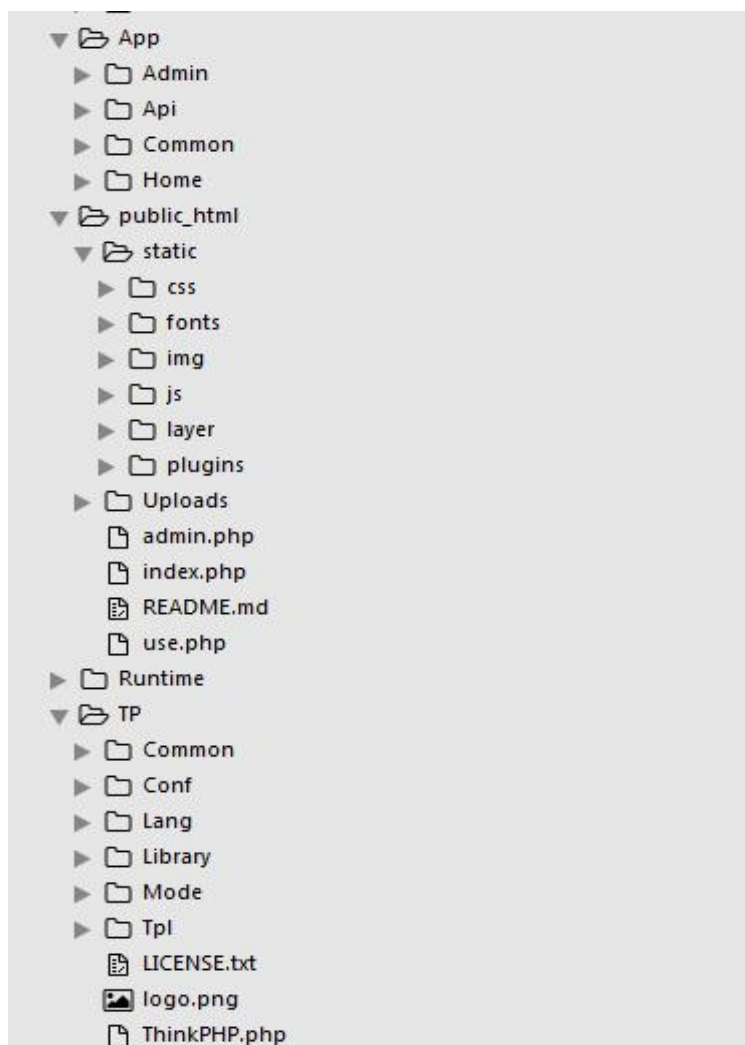 App
Admin
Api
Common
Home
public_html
static
css
fonts
img
js
layer
plugins
Uploads
admin.php
index.php
README.md
use.php
Runtime
TP
Common
Conf
Lang
Library
Mode
Tpl
LICENSE.txt
logo.png
ThinkPHP.php